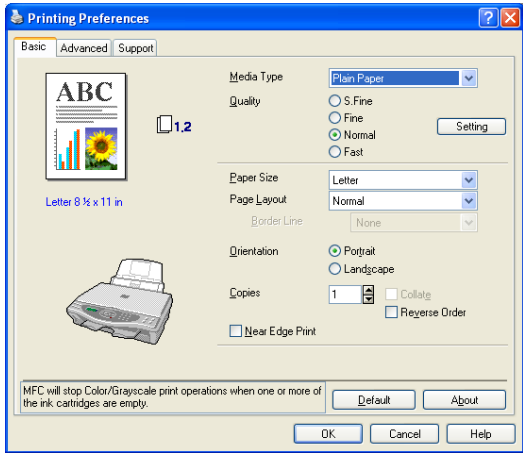 Printing Preferences
Basic Advanced Support
ABC
1.2
Letter 8 ½ x 11 in
Media Type Plain Paper
Quality S.Fine
Fine
Normal Setting
Fast
Paper Size Letter
Page Layout Normal
Border Line None
Orientation Portrait
Landscape
Copies 1 Collate
Reverse Order
Near Edge Print
MFC will stop Color/Grayscale print operations when one or more of
the ink cartridges are empty.
Default About
OK Cancel Help